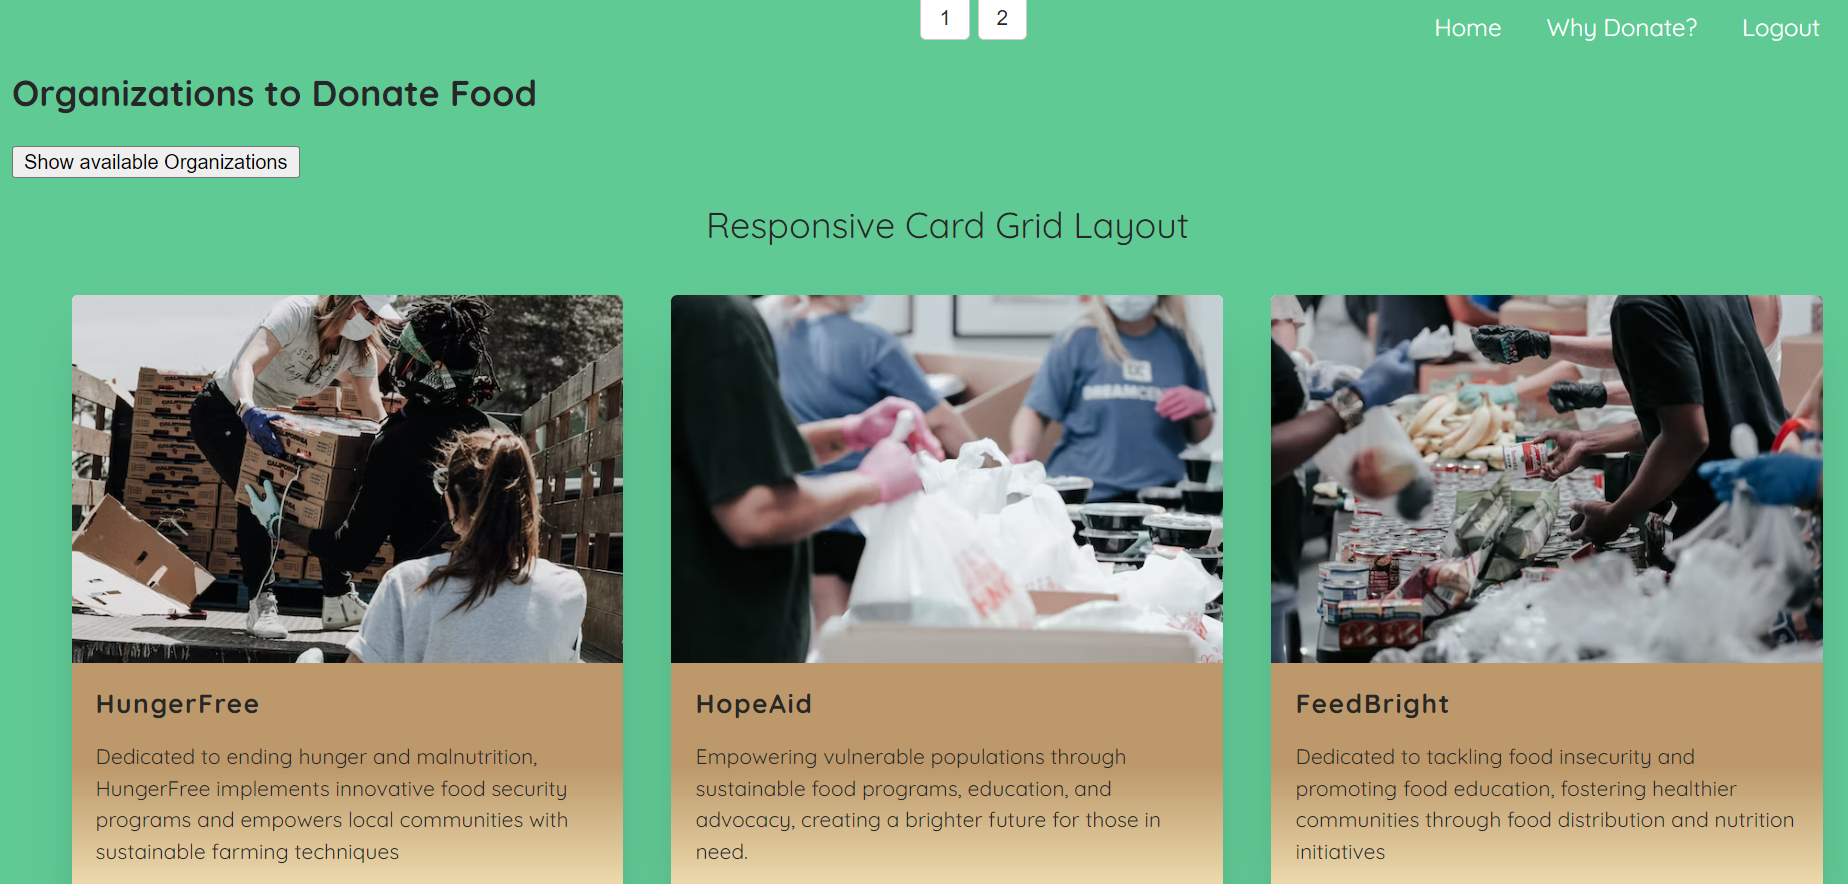 1 2
Home Why Donate? Logout
Organizations to Donate Food
Show available Organizations
Responsive Card Grid Layout
CALIFORNIA
HungerFree
Dedicated to ending hunger and malnutrition,
HungerFree implements innovative food security
programs and empowers local communities with
sustainable farming techniques
HopeAid
Empowering vulnerable populations through
sustainable food programs, education, and
advocacy, creating a brighter future for those in
need.
FeedBright
Dedicated to tackling food insecurity and
promoting food education, fostering healthier
communities through food distribution and nutrition
initiatives